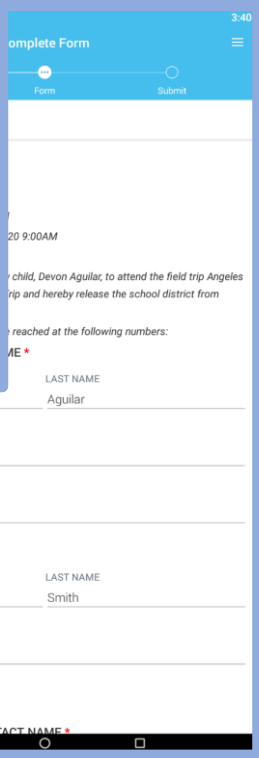 3:40
omplete Form
Form
Submit
20 9:00AM
child, Devon Aguilar, to attend the field trip Angeles
rip and hereby release the school district from
reached at the following numbers:
ME *
LAST NAME
Aguilar
LAST NAME
Smith
TACT NAME *